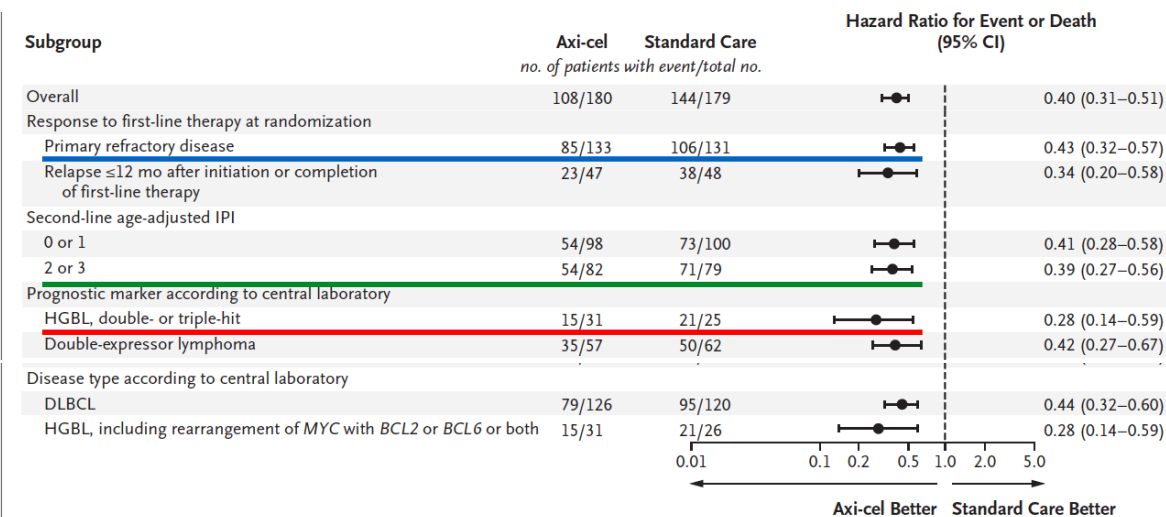 Hazard Ratio for Event or Death
Subgroup Axi-cel Standard Care (95% CI)
no. of patients with event/total no.
Overall 108/180 144/179 0.40 (0.31–0.51)
Response to first-line therapy at randomization
Primary refractory disease 85/133 106/131 0.43 (0.32–0.57)
Relapse ≤12 mo after initiation or completion 23/47 38/48 0.34 (0.20–0.58)
of first-line therapy
Second-line age-adjusted IPI
0 or 1 54/98 73/100 0.41 (0.28–0.58)
2 or 3 54/82 71/79 0.39 (0.27–0.56)
Prognostic marker according to central laboratory
HGBL, double- or triple-hit 15/31 21/25 0.28 (0.14–0.59)
Double-expressor lymphoma 35/57 50/62 0.42 (0.27–0.67)
Disease type according to central laboratory
DLBCL 79/126 95/120 0.44 (0.32–0.60)
HGBL, including rearrangement of MYC with BCL2 or BCL6 or both 15/31 21/26 0.28 (0.14–0.59)
0.01 0.1 0.2 0.5 1.0 2.0 5.0
Axi-cel Better Standard Care Better